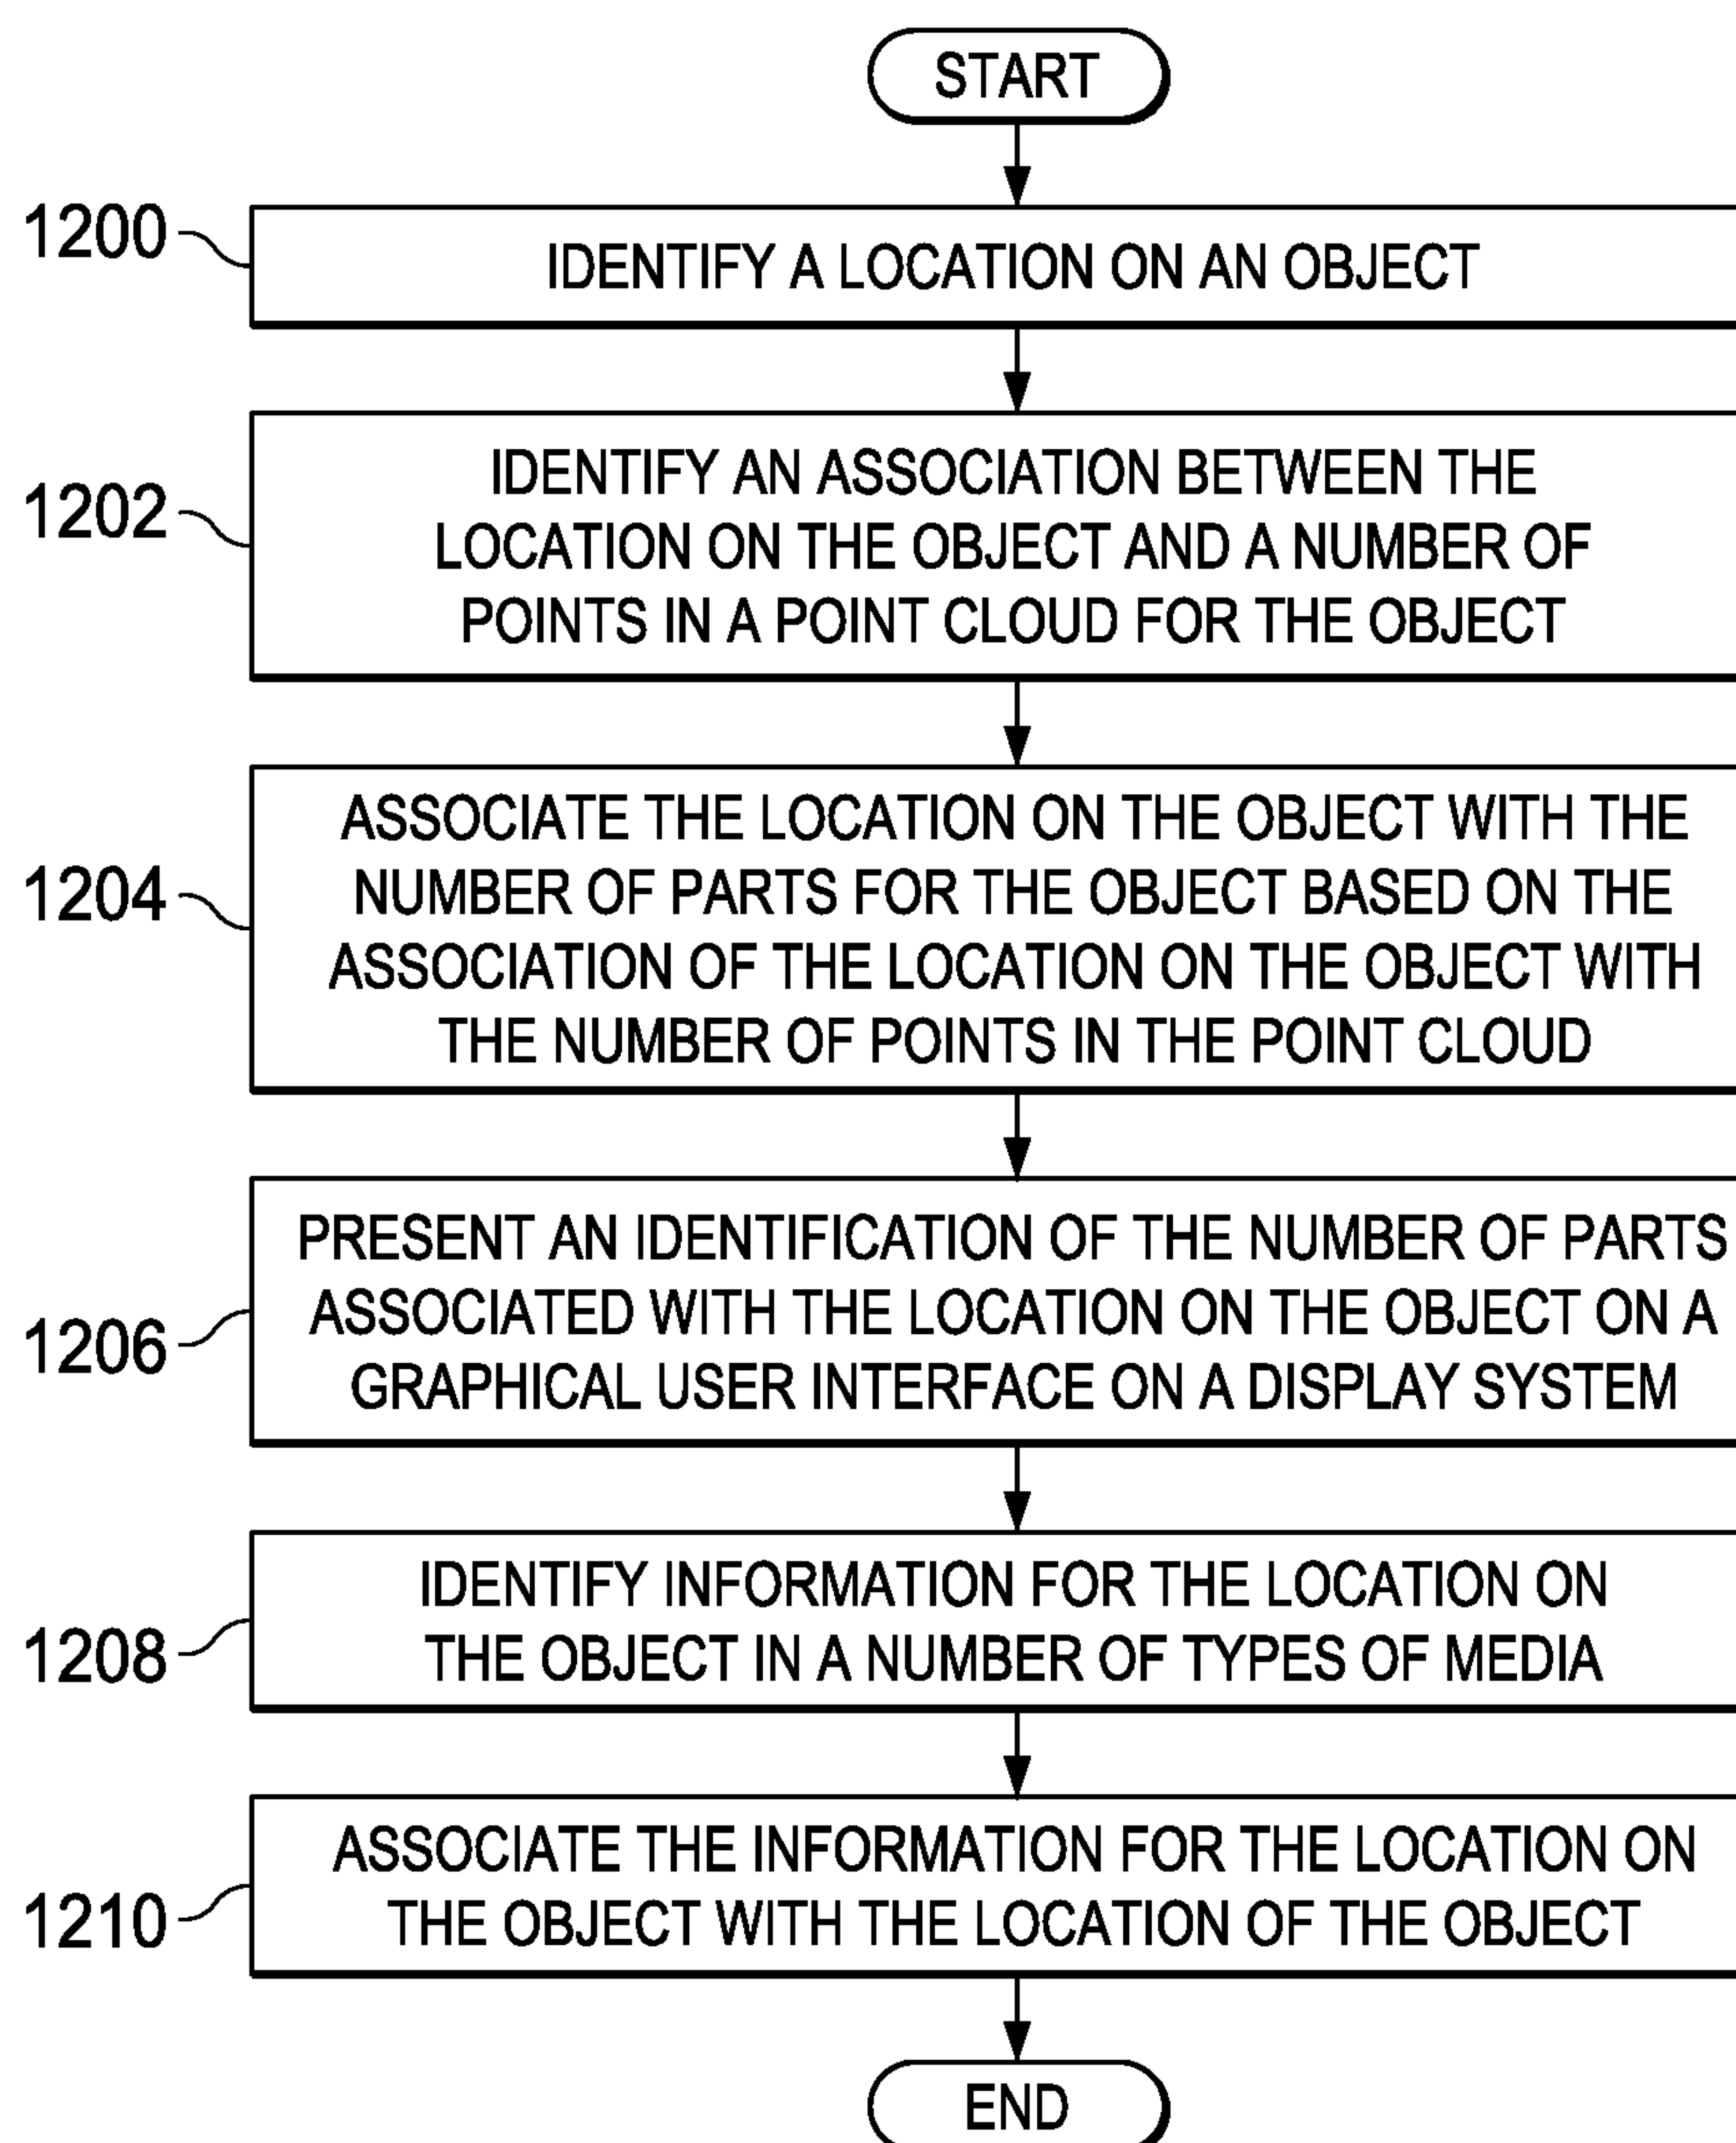 START
1200
IDENTIFY A LOCATION ON AN OBJECT
1202
IDENTIFY AN ASSOCIATION BETWEEN THE
LOCATION ON THE OBJECT AND A NUMBER OF
POINTS IN A POINT CLOUD FOR THE OBJECT
1204
ASSOCIATE THE LOCATION ON THE OBJECT WITH THE
NUMBER OF PARTS FOR THE OBJECT BASED ON THE
ASSOCIATION OF THE LOCATION ON THE OBJECT WITH
THE NUMBER OF POINTS IN THE POINT CLOUD
1206
PRESENT AN IDENTIFICATION OF THE NUMBER OF PARTS
ASSOCIATED WITH THE LOCATION ON THE OBJECT ON A
GRAPHICAL USER INTERFACE ON A DISPLAY SYSTEM
1208
IDENTIFY INFORMATION FOR THE LOCATION ON
THE OBJECT IN A NUMBER OF TYPES OF MEDIA
1210
ASSOCIATE THE INFORMATION FOR THE LOCATION ON
THE OBJECT WITH THE LOCATION OF THE OBJECT
END